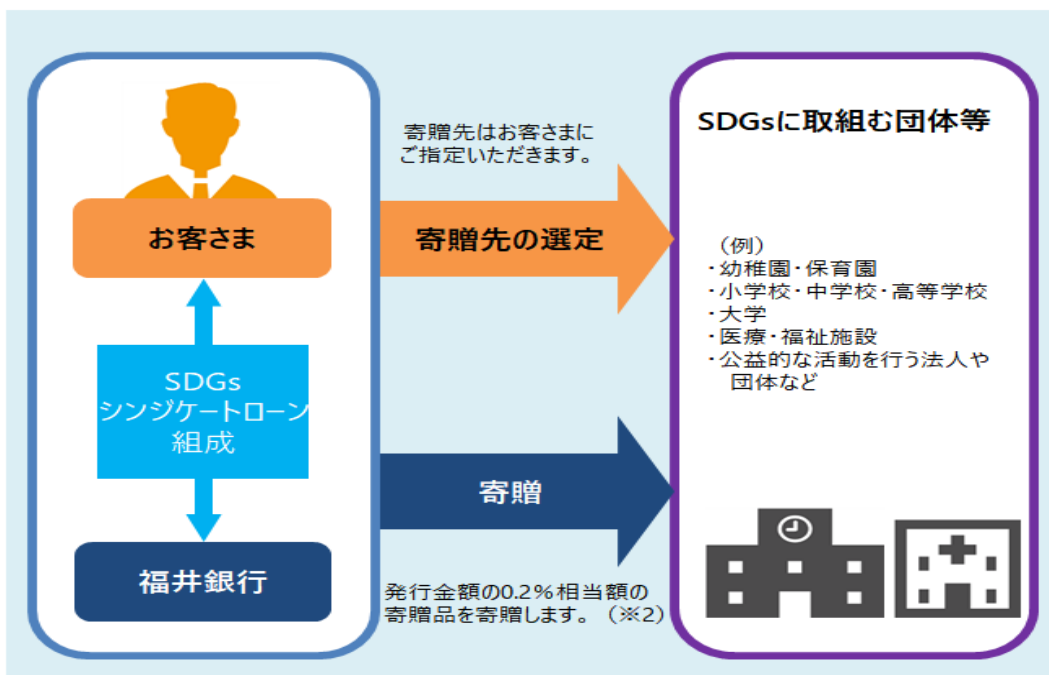 お客さま
SDGs
シンジケートローン
組成
福井銀行
寄贈先はお客さまに
ご指定いただきます。
寄贈先の選定
寄贈
発行金額の0.2%相当額の
寄贈品を寄贈します。（※2）
SDGsに取組む団体等
（例）
・幼稚園・保育園
・小学校・中学校・高等学校
・大学
・医療・福祉施設
・公益的な活動を行う法人や
団体など